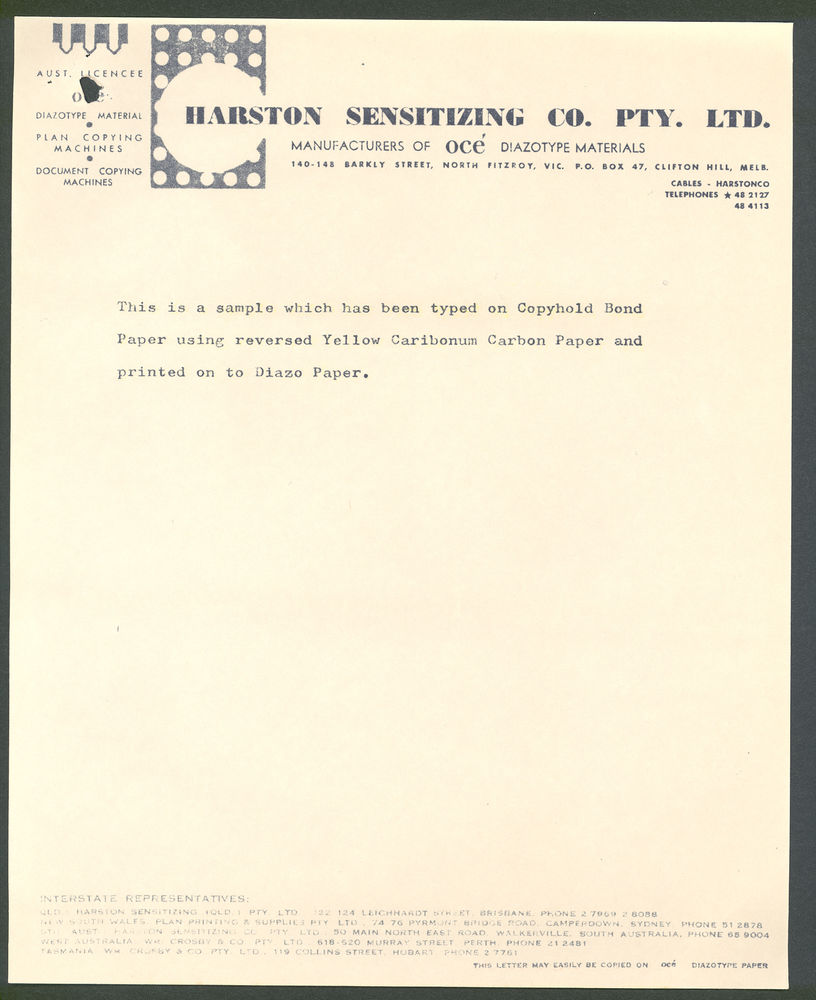 AUST. LICENCEE
DIAZOTYPE MATERIAL
PLAN COPYING
MACHINES
DOCUMENT COPYING
MACHINES
HARSTON SENSITIZING CO. PTY. LTD.
MANUFACTURERS OF océ DIAZOTYPE MATERIALS
140-148 BARKLY STREET, NORTH FITZROY, VIC. P.O. BOX 47, CLIFTON HILL, MELB.
CABLES - HARSTONCO
TELEPHONES ★ 48 2127
48 4113
This is a sample which has been typed on Copyhold Bond
Paper using reversed Yellow Caribonum Carbon Paper and
printed on to Diazo Paper.
INTERSTATE REPRESENTATIVES:
QLD.: HARSTON SENSITIZING (QLD.) PTY. LTD. 122 124 LEICHHARDT STREET, BRISBANE. PHONE 2 7969 2 8088
NEW SOUTH WALES. PLAN PRINTING & SUPPLIES PTY LTD., 74 76 PYRMONT BRIDGE ROAD, CAMPERDOWN, SYDNEY PHONE 51 2878
STH. AUST. HARSTON SENSITIZING CO. PTY. LTD., 50 MAIN NORTH EAST ROAD, WALKERVILLE, SOUTH AUSTRALIA, PHONE 65 9004
WEST AUSTRALIA. WM. CROSBY & CO. PTY. LTD., 618-620 MURRAY STREET PERTH, PHONE 21 2481
TASMANIA. WM. CROSBY & CO. PTY. LTD., 119 COLLINS STREET, HOBART. PHONE 2 7761
THIS LETTER MAY EASILY BE COPIED ON océ DIAZOTYPE PAPER